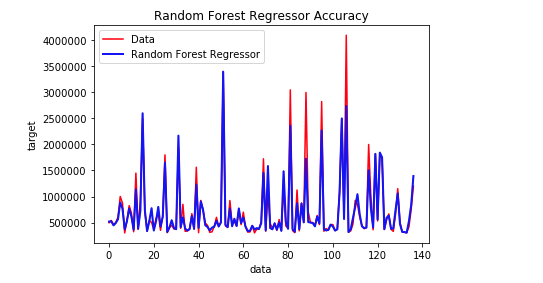 Random Forest Regressor Accuracy
Data
Random Forest Regressor
4000000
3500000
3000000
2500000
2000000
1500000
1000000
500000
target
0 20 40 60 80 100 120 140
data